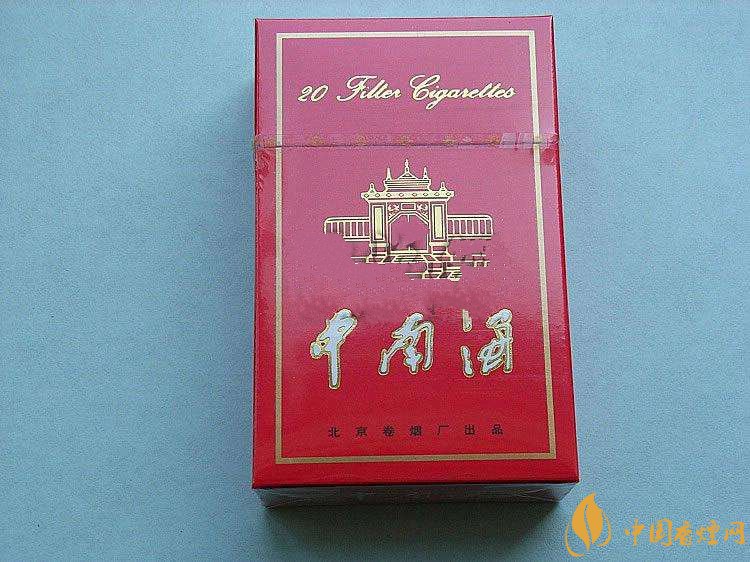 20 Filter Cigarettes
中南海
北京卷烟厂出品
中国香烟网